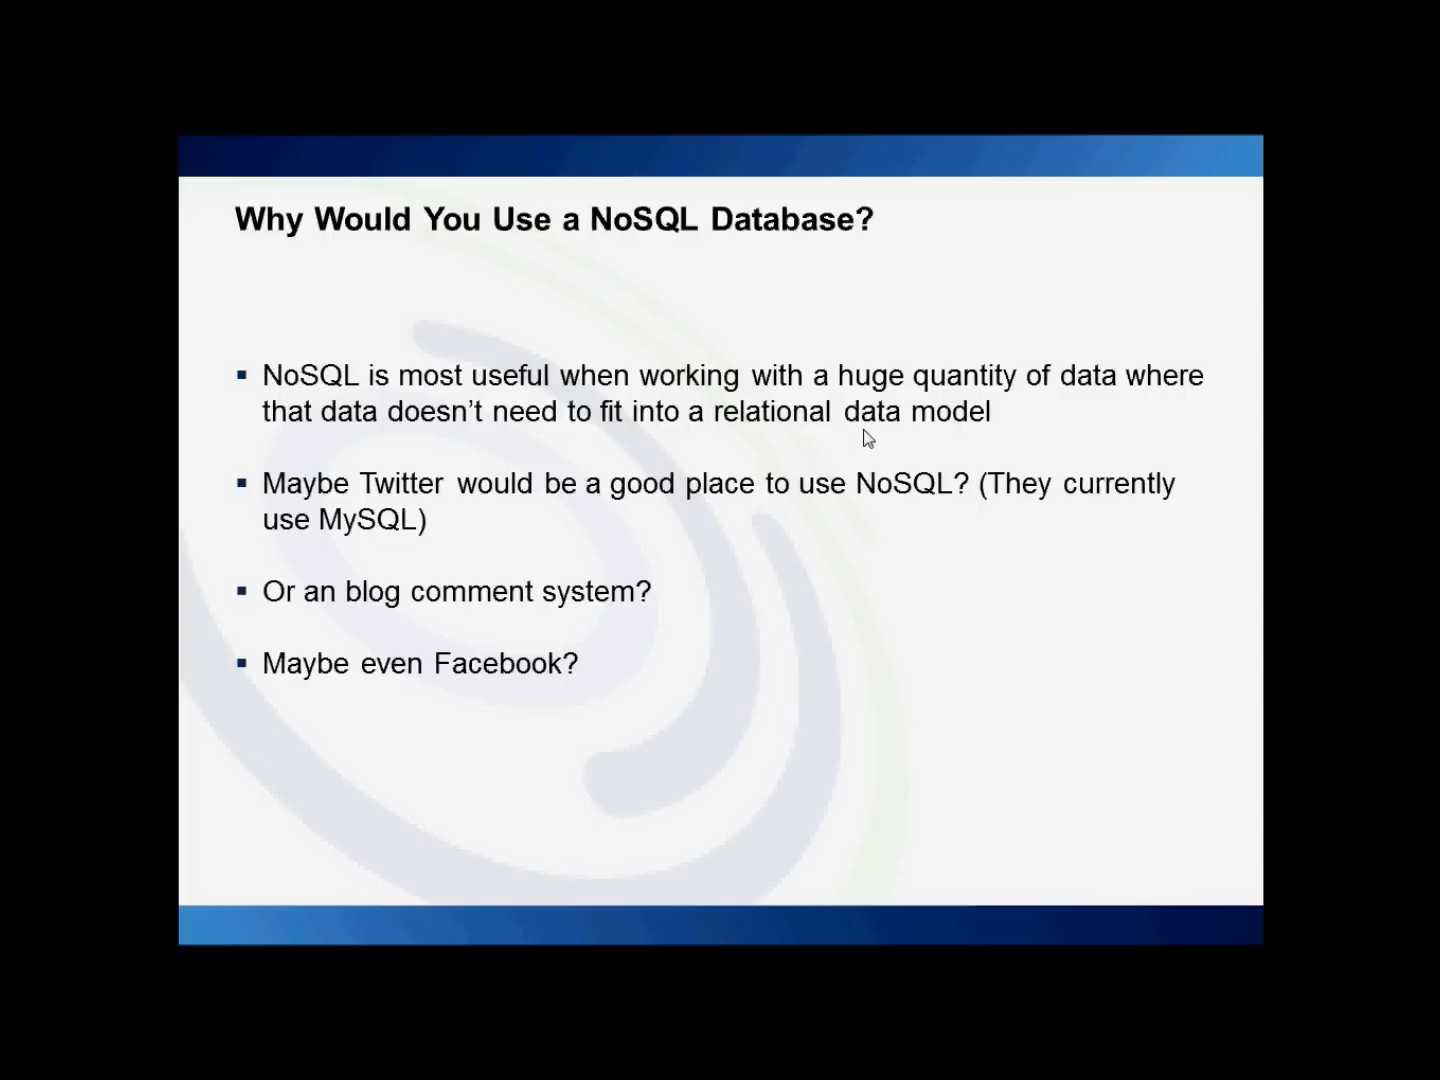 Why Would You Use a NoSQL Database?
▪ NoSQL is most useful when working with a huge quantity of data where
that data doesn't need to fit into a relational data model
▪ Maybe Twitter would be a good place to use NoSQL? (They currently
use MySQL)
▪ Or an blog comment system?
▪ Maybe even Facebook?